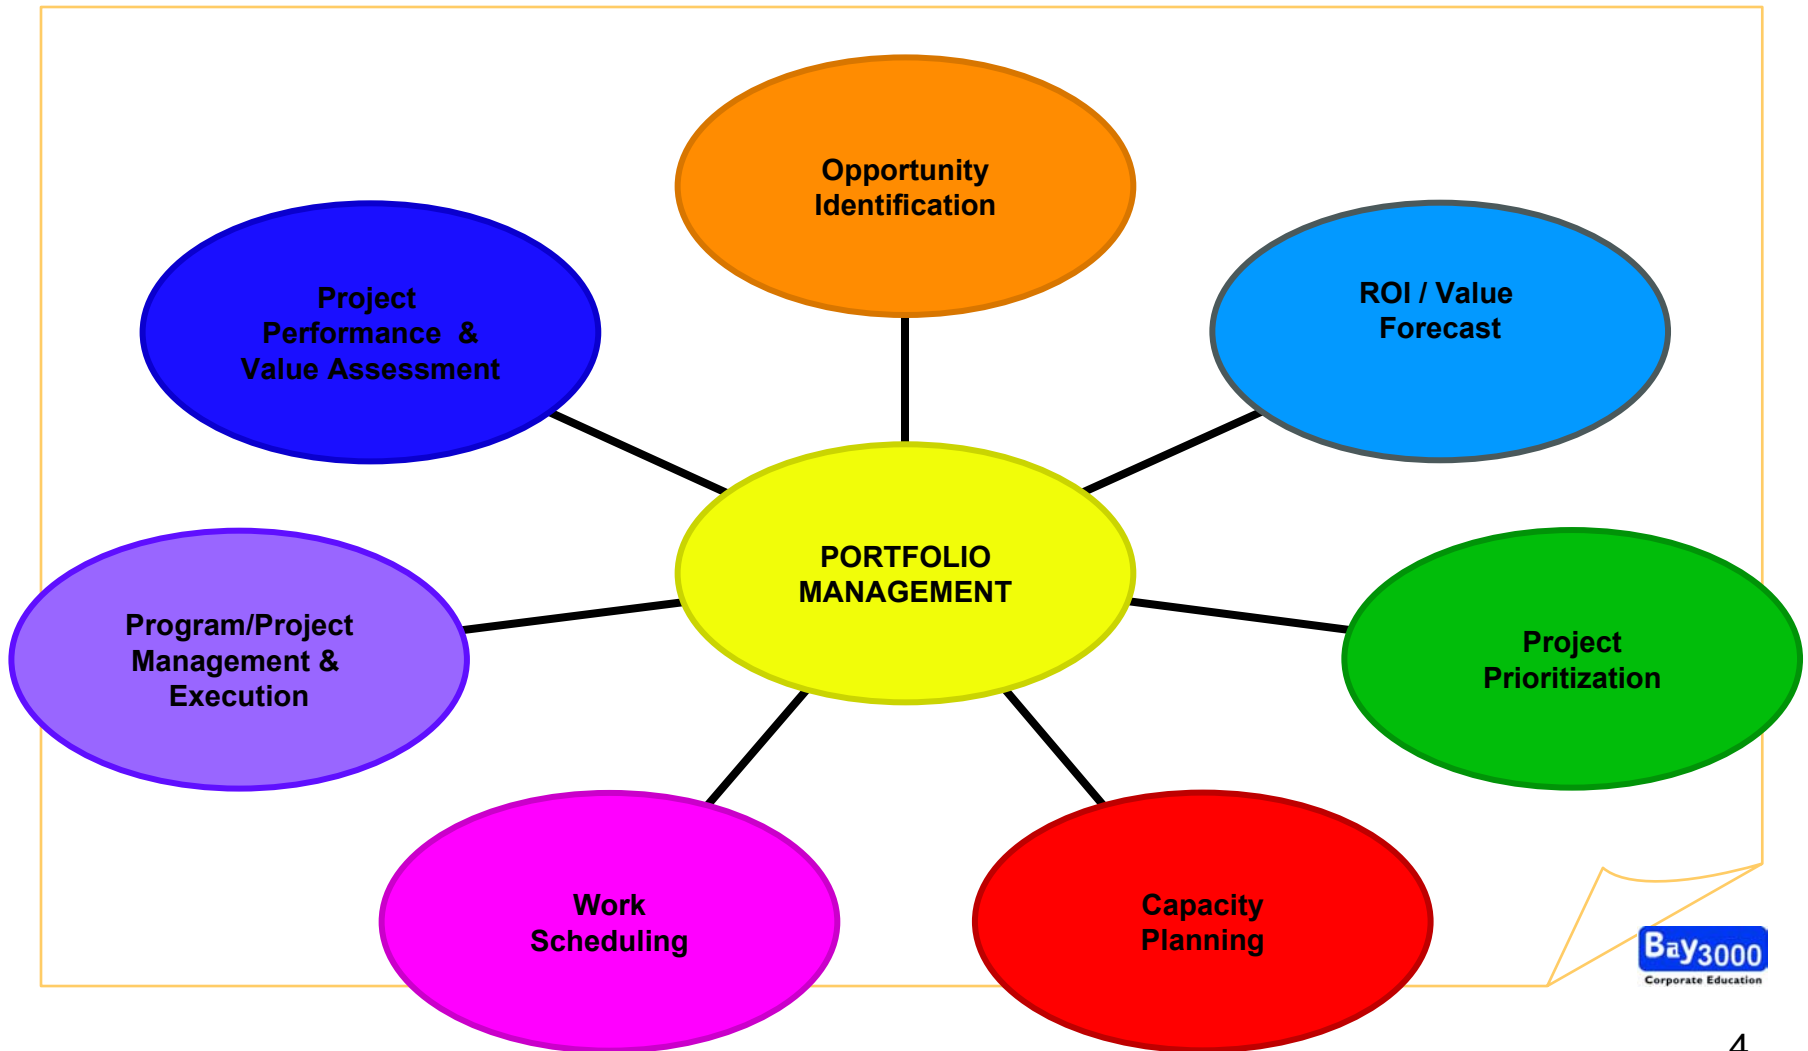 Opportunity
Identification
ROI / Value
Forecast
Project
Performance & 
Value Assessment
PORTFOLIO
MANAGEMENT
Project
Prioritization
Program/Project
Management &
Execution
Capacity
Planning
Work
Scheduling
Bay3000
Corporate Education
4